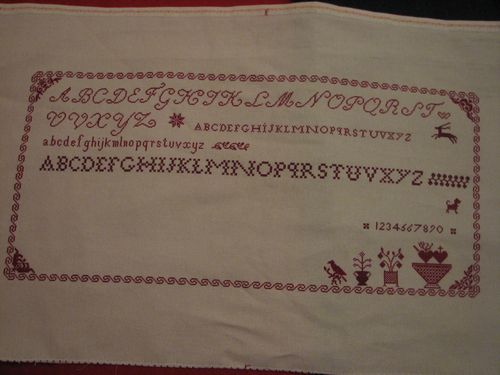 ABCDEFGHIJKLMNOPQRST
UVXYZ ABCDEFGHIJKLMNOPQRSTUVXYZ
abcdefghijklmnopqrstuvxyz
ABCDEFGHIJKLMNOPQRSTUVXYZ
1234567890